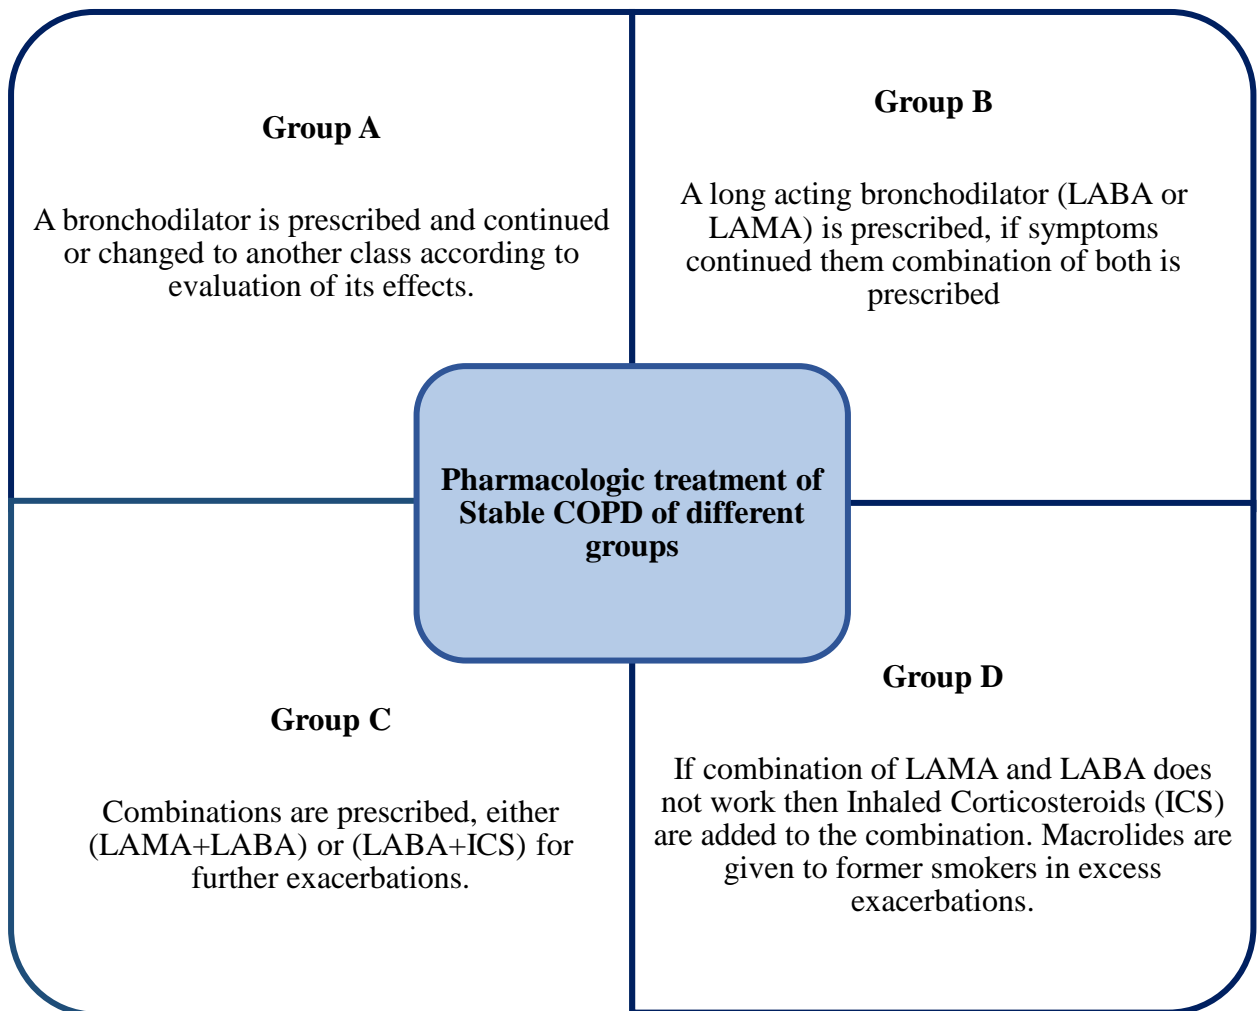 Group A
A bronchodilator is prescribed and continued
or changed to another class according to
evaluation of its effects.
Group B
A long acting bronchodilator (LABA or
LAMA) is prescribed, if symptoms
continued them combination of both is
prescribed
Pharmacologic treatment of
Stable COPD of different
groups
Group C
Combinations are prescribed, either
(LAMA+LABA) or (LABA+ICS) for
further exacerbations.
Group D
If combination of LAMA and LABA does
not work then Inhaled Corticosteroids (ICS)
are added to the combination. Macrolides are
given to former smokers in excess
exacerbations.